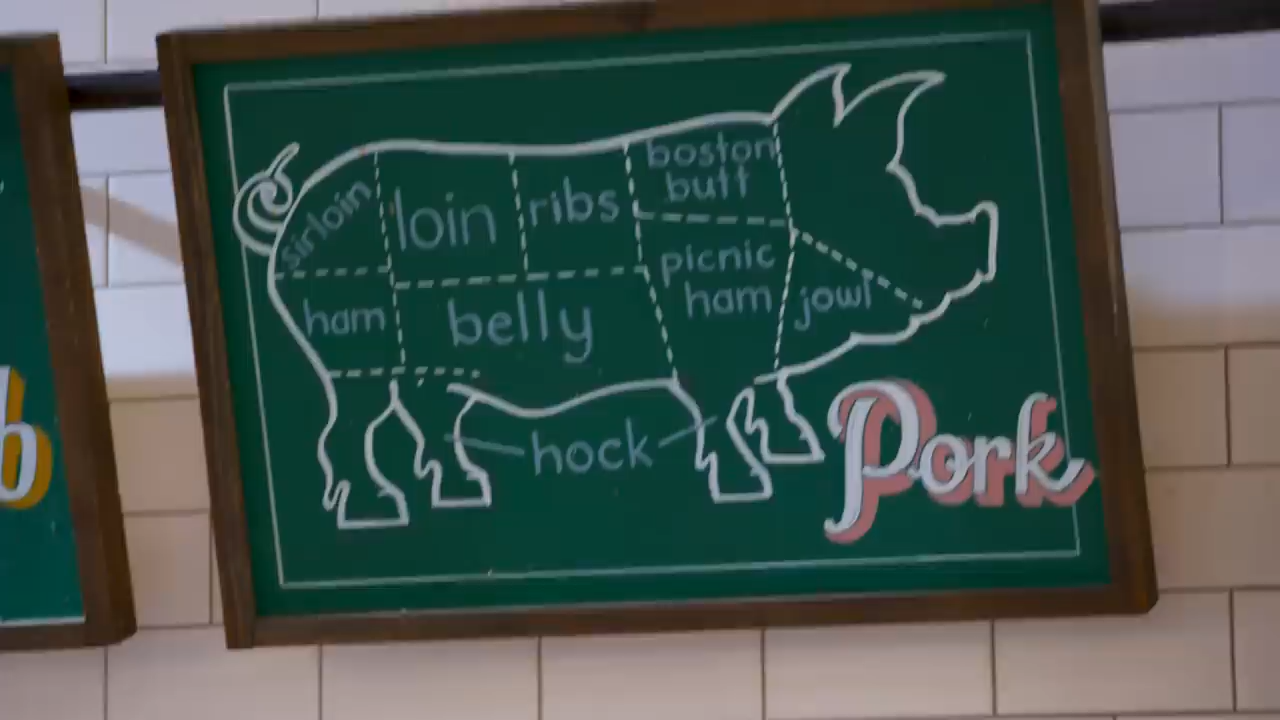 boston
butt
sirloin
loin
ribs
picnic
ham
jowl
ham
belly
hock
Pork
b